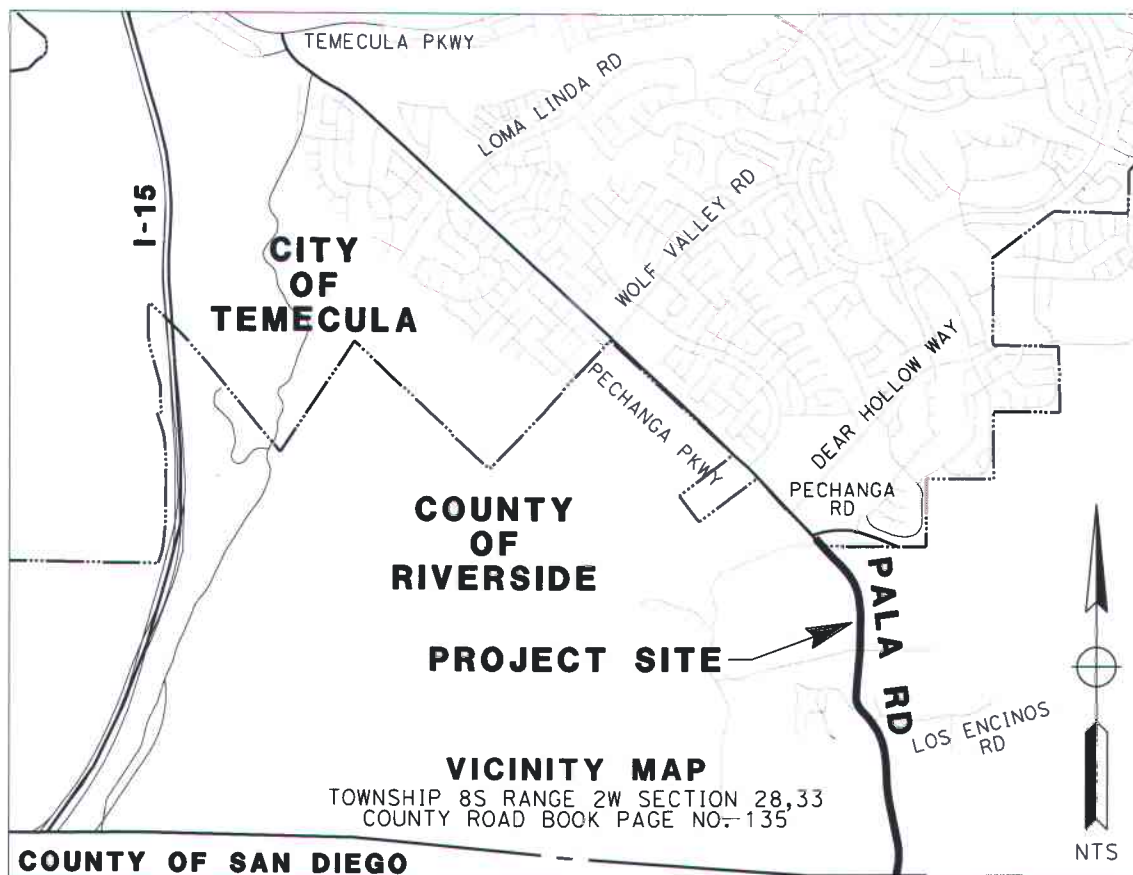 TEMECULA PKWY
LOMA LINDA RD
I-15
WOLF VALLEY RD
CITY
OF
TEMECULA
PECHANGA PKWY
DEAR HOLLOW WAY
PECHANGA
RD
COUNTY
OF
RIVERSIDE
PALA RD
PROJECT SITE
LOS ENCINOS
RD
VICINITY MAP
TOWNSHIP 8S RANGE 2W SECTION 28,33
COUNTY ROAD BOOK PAGE NO. 135
NTS
COUNTY OF SAN DIEGO